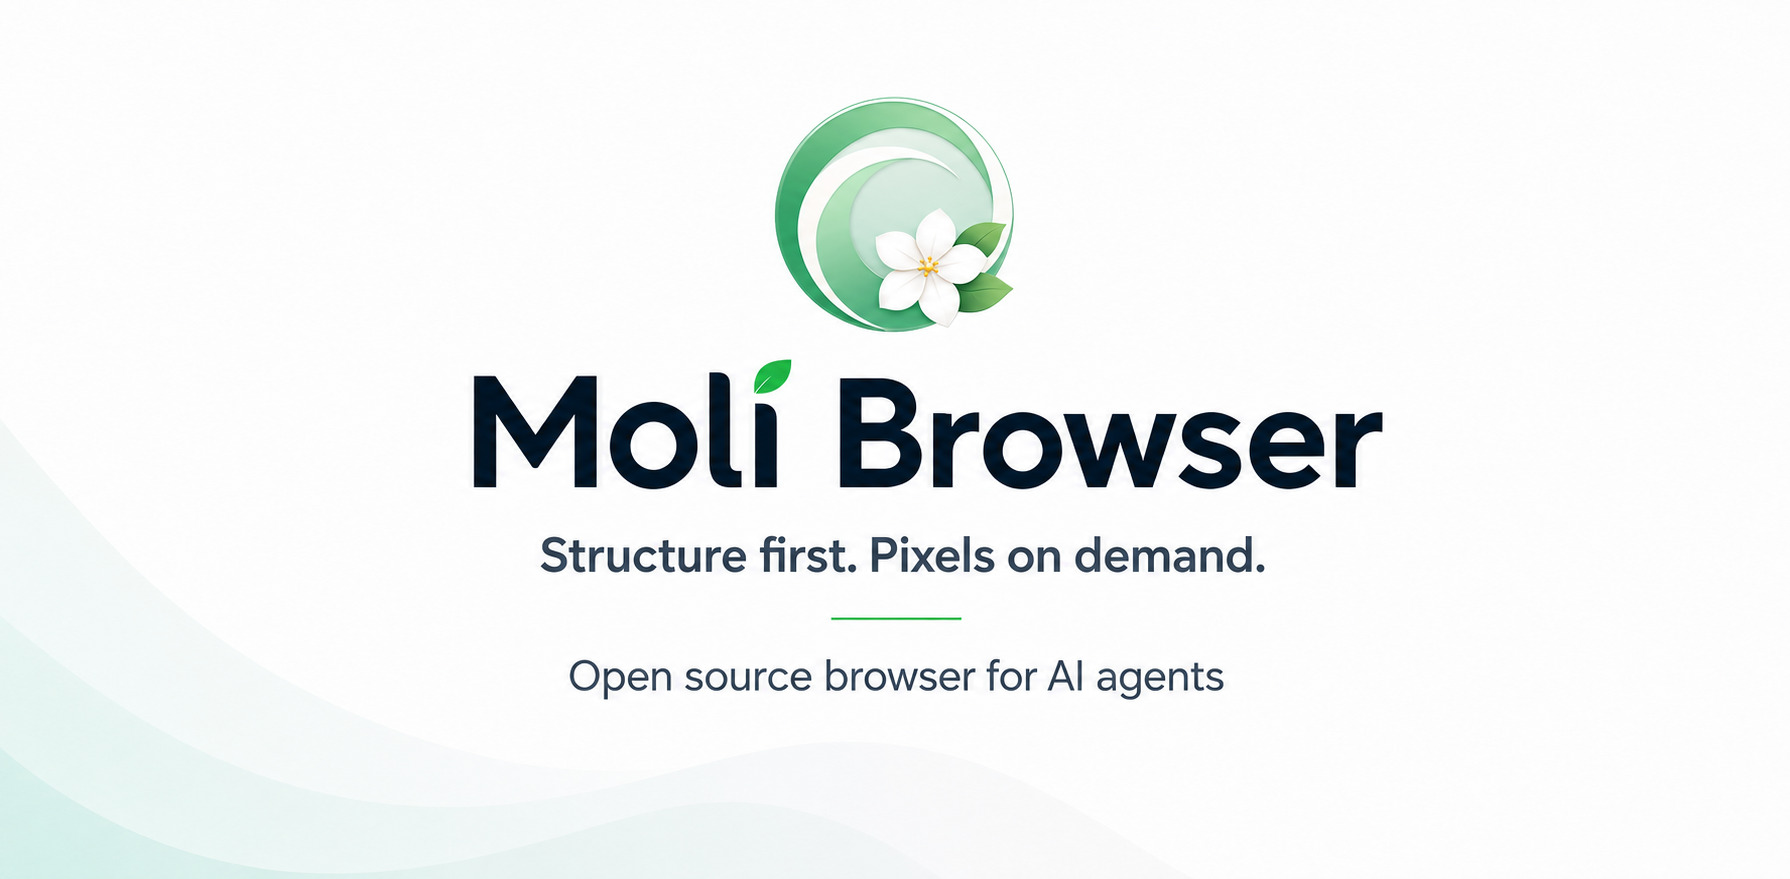 Moli Browser
Structure first. Pixels on demand.
Open source browser for AI agents